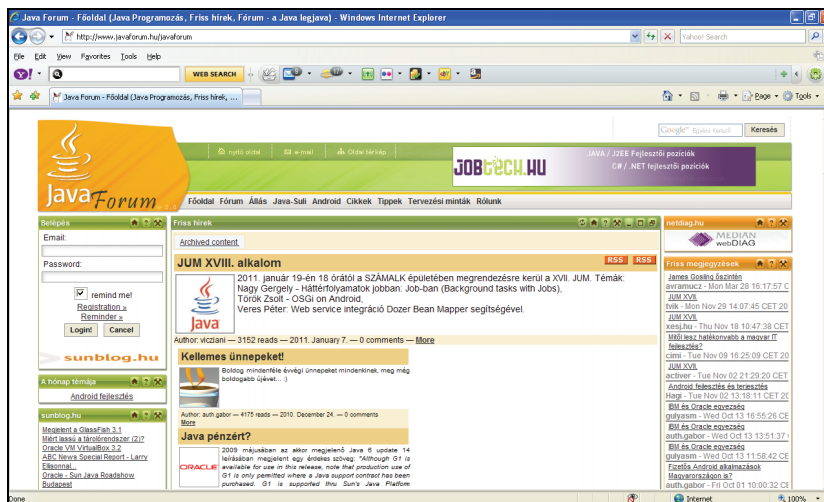 Java Forum - Főoldal (Java Programozás, Friss hírek, Fórum - a Java legjava) - Windows Internet Explorer
http://www.javaforum.hu/javaforum
Yahoo! Search
File Edit View Favorites Tools Help
WEB SEARCH
Java Forum - Főoldal (Java Programozás, Friss hírek, ...
Page Tools
Google Egyéni Kereső Keresés
nyitó oldal e-mail Oldal térkép
JOBTECH.HU
JAVA / J2EE Fejlesztői pozíciók
C# / .NET fejlesztői pozíciók
Java Forum
Főoldal Fórum Állás Java-Suli Android Cikkek Tippek Tervezési minták Rólunk
Belépés
Email:
Password:
remind me!
Registration »
Reminder »
Login! Cancel
sunblog.hu
A hónap témája
Android fejlesztés
sunblog.hu
Megjelent a GlassFish 3.1
Miért lassú a tárolórendszer (2)?
Oracle VM VirtualBox 3.2
ABC News Special Report - Larry
Ellisonnal...
Oracle - Sun Java Roadshow
Budapest
Friss hírek
Archived content
JUM XVIII. alkalom
RSS RSS
2011. január 19-én 18 órától a SZÁMALK épületében megrendezésre kerül a XVII. JUM. Témák:
Nagy Gergely - Háttérfolyamatok jobban: Job-ban (Background tasks with Jobs),
Török Zsolt - OSGi on Android,
Veres Péter: Web service integráció Dozer Bean Mapper segítségével.
Java
Author: vicziani — 3152 reads — 2011. January 7. — 0 comments — More
Kellemes ünnepeket!
Boldog mindenféle évvégi ünnepeket mindenkinek, meg még
boldogabb újévet... :)
Author: auth.gabor — 4175 reads — 2010. December 24. — 0 comments
More
Java pénzért?
ORACLE
2009 májusában az akkor megjelenő Java 6 update 14
leírásában megjelent egy érdekes szöveg: "Although G1 is
available for use in this release, note that production use of
G1 is only permitted where a Java support contract has been
purchased. G1 is supported thru Sun's Java Platform
netdiag.hu
MEDIAN
webDIAG
Friss megjegyzések
James Gosling őszintén
avramucz - Mon Mar 28 16:17:57 C
JUM XVII.
tvik - Mon Nov 29 14:07:45 CET 20
JUM XVII.
xesj.hu - Thu Nov 18 10:47:38 CET
Mitől lesz hatékonyabb a magyar IT
fejlesztés?
cimi - Tue Nov 09 16:25:09 CET 20
JUM XVII.
activer - Tue Nov 02 21:29:20 CET
Android fejlesztés és terjesztés
Hagi - Tue Nov 02 13:18:11 CET 20
IBM és Oracle egyezség
gulyasm - Wed Oct 13 16:55:26 CE
IBM és Oracle egyezség
auth.gabor - Wed Oct 13 13:51:37
IBM és Oracle egyezség
gulyasm - Wed Oct 13 11:58:42 CE
Fizetős Android alkalmazások
Magyarországon is?
auth.gabor - Fri Oct 01 10:00:32 CE
Done
Internet
100%